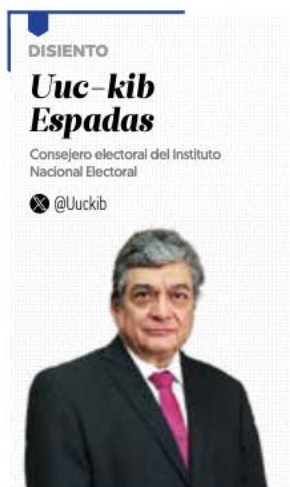 DISIENTO
Uuc-kib
Espadas
Consejero electoral del Instituto
Nacional Electoral
@Uuckib